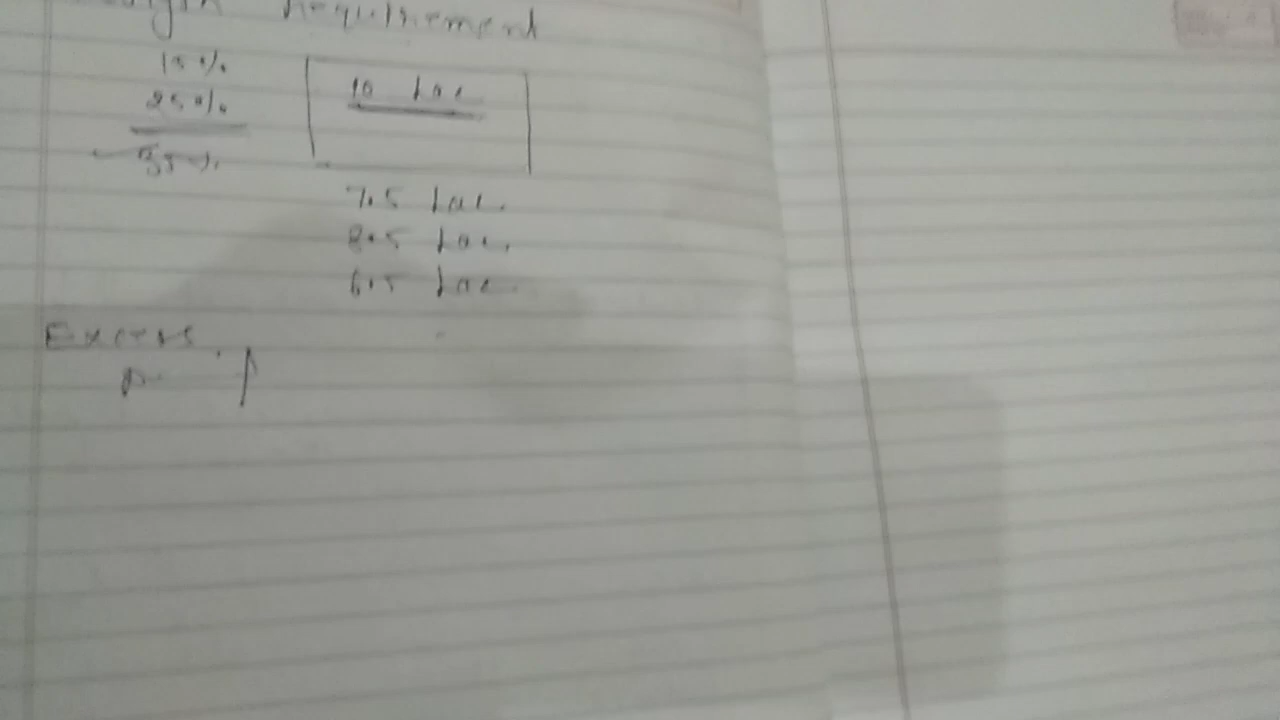 Requirement
15%
25%
35%
10 Lac
7.5 Lac.
8.5 Lac.
6.5 Lac.
Excess